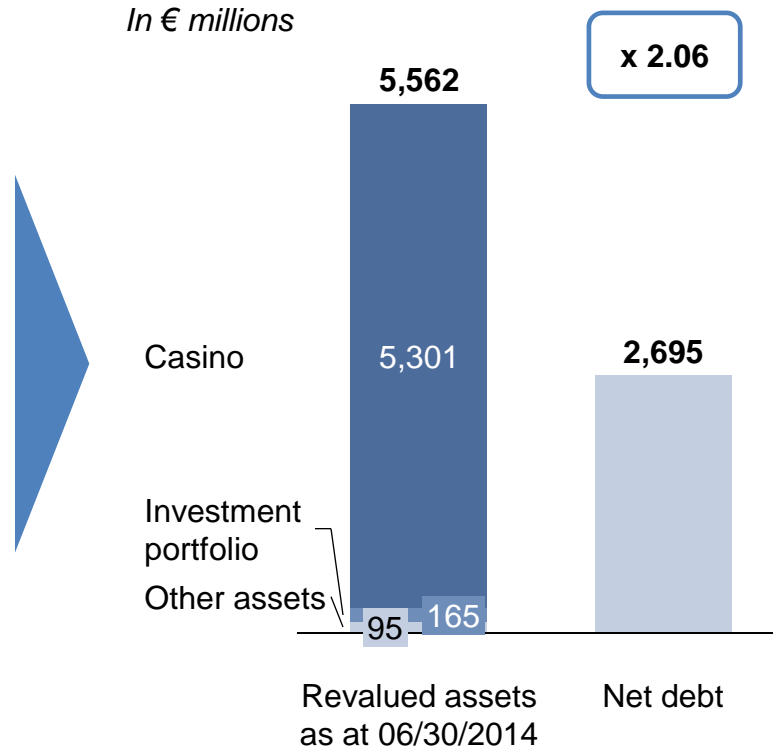 In € millions
x 2.06
5,562
Casino
5,301
2,695
Investment
portfolio
Other assets
165
95
Revalued assets
as at 06/30/2014
Net debt